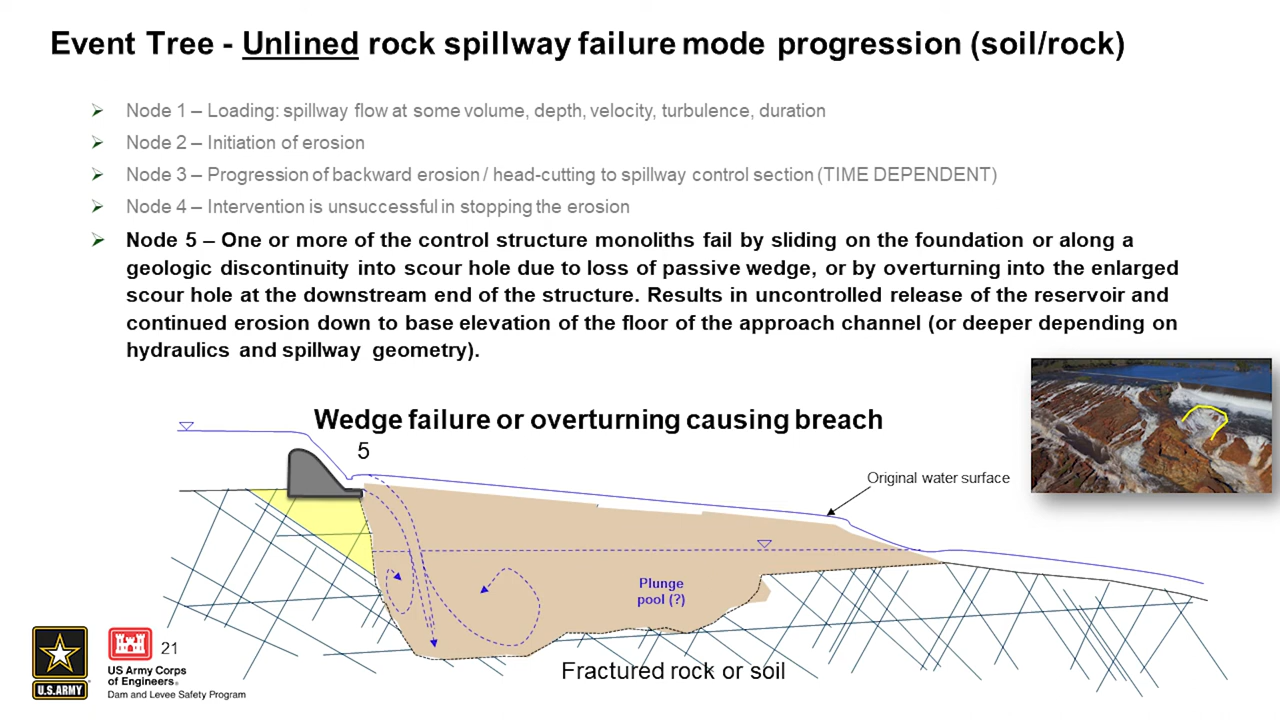 Event Tree - Unlined rock spillway failure mode progression (soil/rock)
Node 1 – Loading: spillway flow at some volume, depth, velocity, turbulence, duration
Node 2 – Initiation of erosion
Node 3 – Progression of backward erosion / head-cutting to spillway control section (TIME DEPENDENT)
Node 4 – Intervention is unsuccessful in stopping the erosion
Node 5 – One or more of the control structure monoliths fail by sliding on the foundation or along a
geologic discontinuity into scour hole due to loss of passive wedge, or by overturning into the enlarged
scour hole at the downstream end of the structure. Results in uncontrolled release of the reservoir and
continued erosion down to base elevation of the floor of the approach channel (or deeper depending on
hydraulics and spillway geometry).
Wedge failure or overturning causing breach
5
Original water surface
Plunge
pool (?)
Fractured rock or soil
21
U.S.ARMY
US Army Corps
of Engineers®
Dam and Levee Safety Program